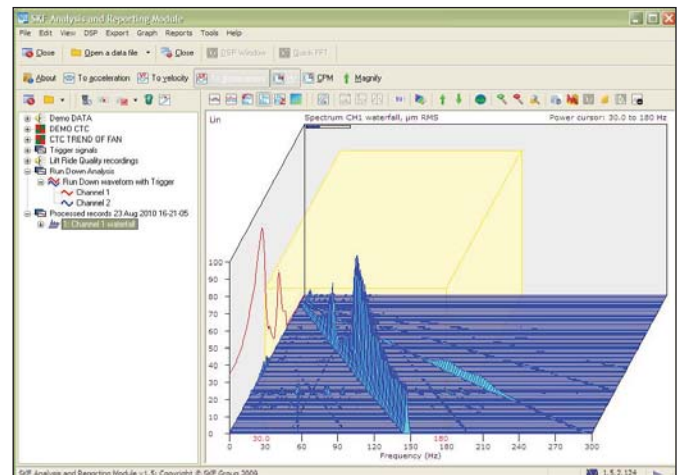 SKF Analysis and Reporting Module
File Edit View DSP Export Graph Reports Tools Help
Close Open a data file Close DSP Window Quick FFT
About To acceleration To velocity CPM Magnify
Demo DATA
DEMO CTC
CTC TREND OF FAN
Trigger signals
Lift Ride Quality recordings
Run Down Analysis
Run Down waveform with Trigger
Channel 1
Channel 2
Processed records 23 Aug 2010 16-21-05
1: Channel 1 waterfall
Lin Spectrum CH1 waterfall, µm RMS Power cursor: 30.0 to 180 Hz
100
90
80
70
60
50
40
30
20
10
0
30.0 180
0 60 90 120 150 180 210 240 270 300
Frequency (Hz)
SKF Analysis and Reporting Module v1.5: Copyright © SKF Group 2009 1.5.2.124